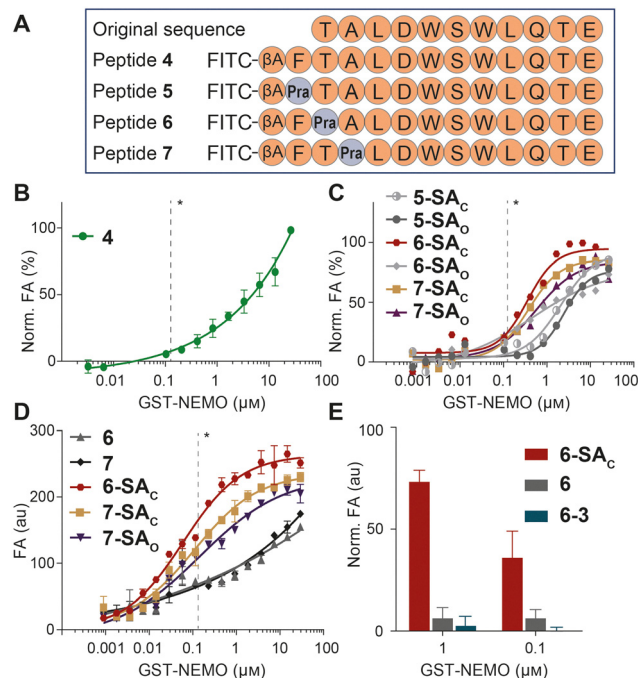 A
Original sequence T A L D W S W L Q T E
Peptide 4 FITC- βA F T A L D W S W L Q T E
Peptide 5 FITC- βA Pra T A L D W S W L Q T E
Peptide 6 FITC- βA F Pra A L D W S W L Q T E
Peptide 7 FITC- βA F T Pra L D W S W L Q T E
B
4
*
Norm. FA (%)
100
50
0
0.01 0.1 1 10 100
GST-NEMO (µM)
C
5-SAC
5-SAO
6-SAC
6-SAO
7-SAC
7-SAO
*
Norm. FA (%)
100
50
0
0.001 0.01 0.1 1 10 100
GST-NEMO (µM)
D
6
7
6-SAC
7-SAC
7-SAO
*
FA (au)
300
200
100
0
0.001 0.01 0.1 1 10 100
GST-NEMO (µM)
E
6-SAC
6
6-3
Norm. FA (%)
100
50
0
1 0.1
GST-NEMO (µM)